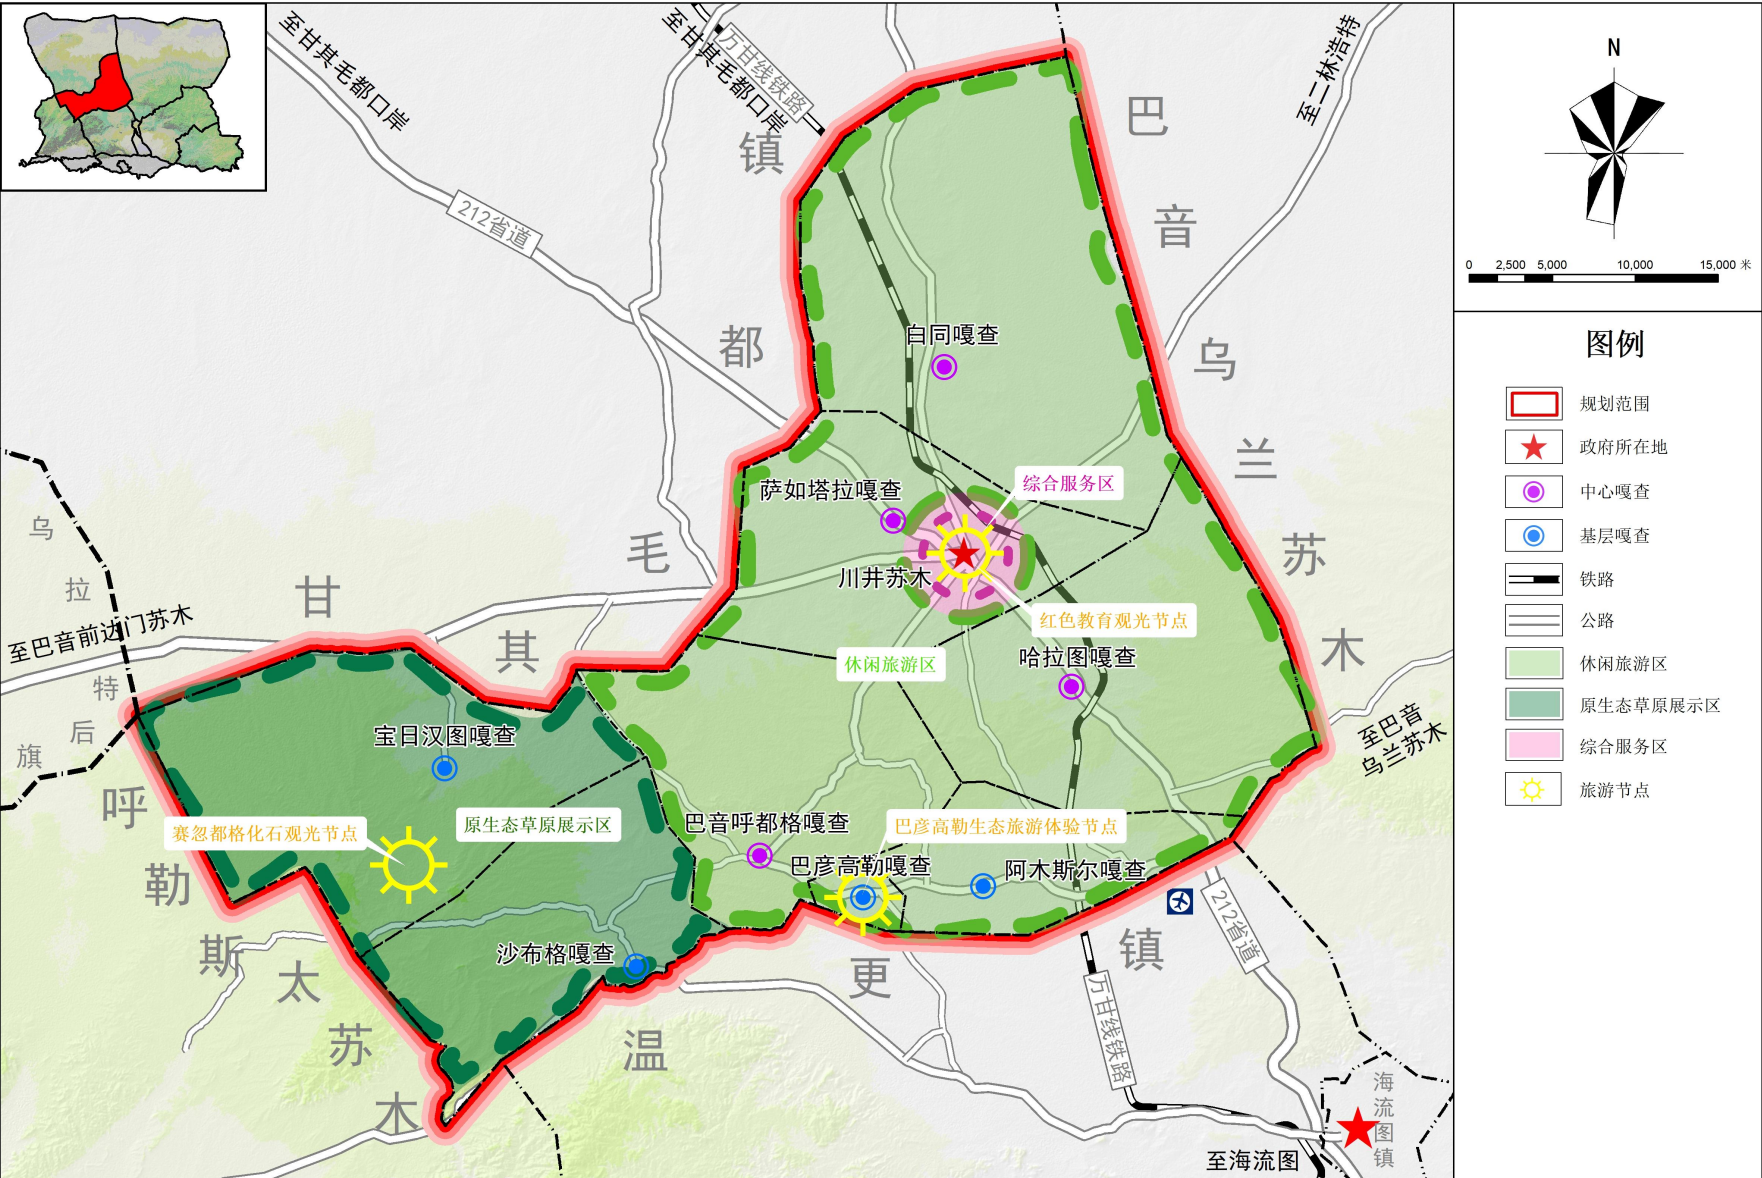 至甘其毛都口岸
至甘其毛都口岸
万甘线铁路
至二林浩特
212省道
镇
都
毛
其
甘
巴
音
乌
兰
苏
木
白同嘎查
萨如塔拉嘎查
综合服务区
川井苏木
红色教育观光节点
哈拉图嘎查
休闲旅游区
至巴音前达门苏木
乌
拉
特
后
旗
宝日汉图嘎查
赛忽都格化石观光节点
原生态草原展示区
巴音呼都格嘎查
巴彦高勒生态旅游体验节点
巴彦高勒嘎查
阿木斯尔嘎查
至巴音
乌兰苏木
沙布格嘎查
呼
勒
斯
太
苏
木
温
更
镇
212省道
万甘线铁路
海
流
图
镇
至海流图
N
0 2,500 5,000 10,000 15,000 米
图例
规划范围
政府所在地
中心嘎查
基层嘎查
铁路
公路
休闲旅游区
原生态草原展示区
综合服务区
旅游节点